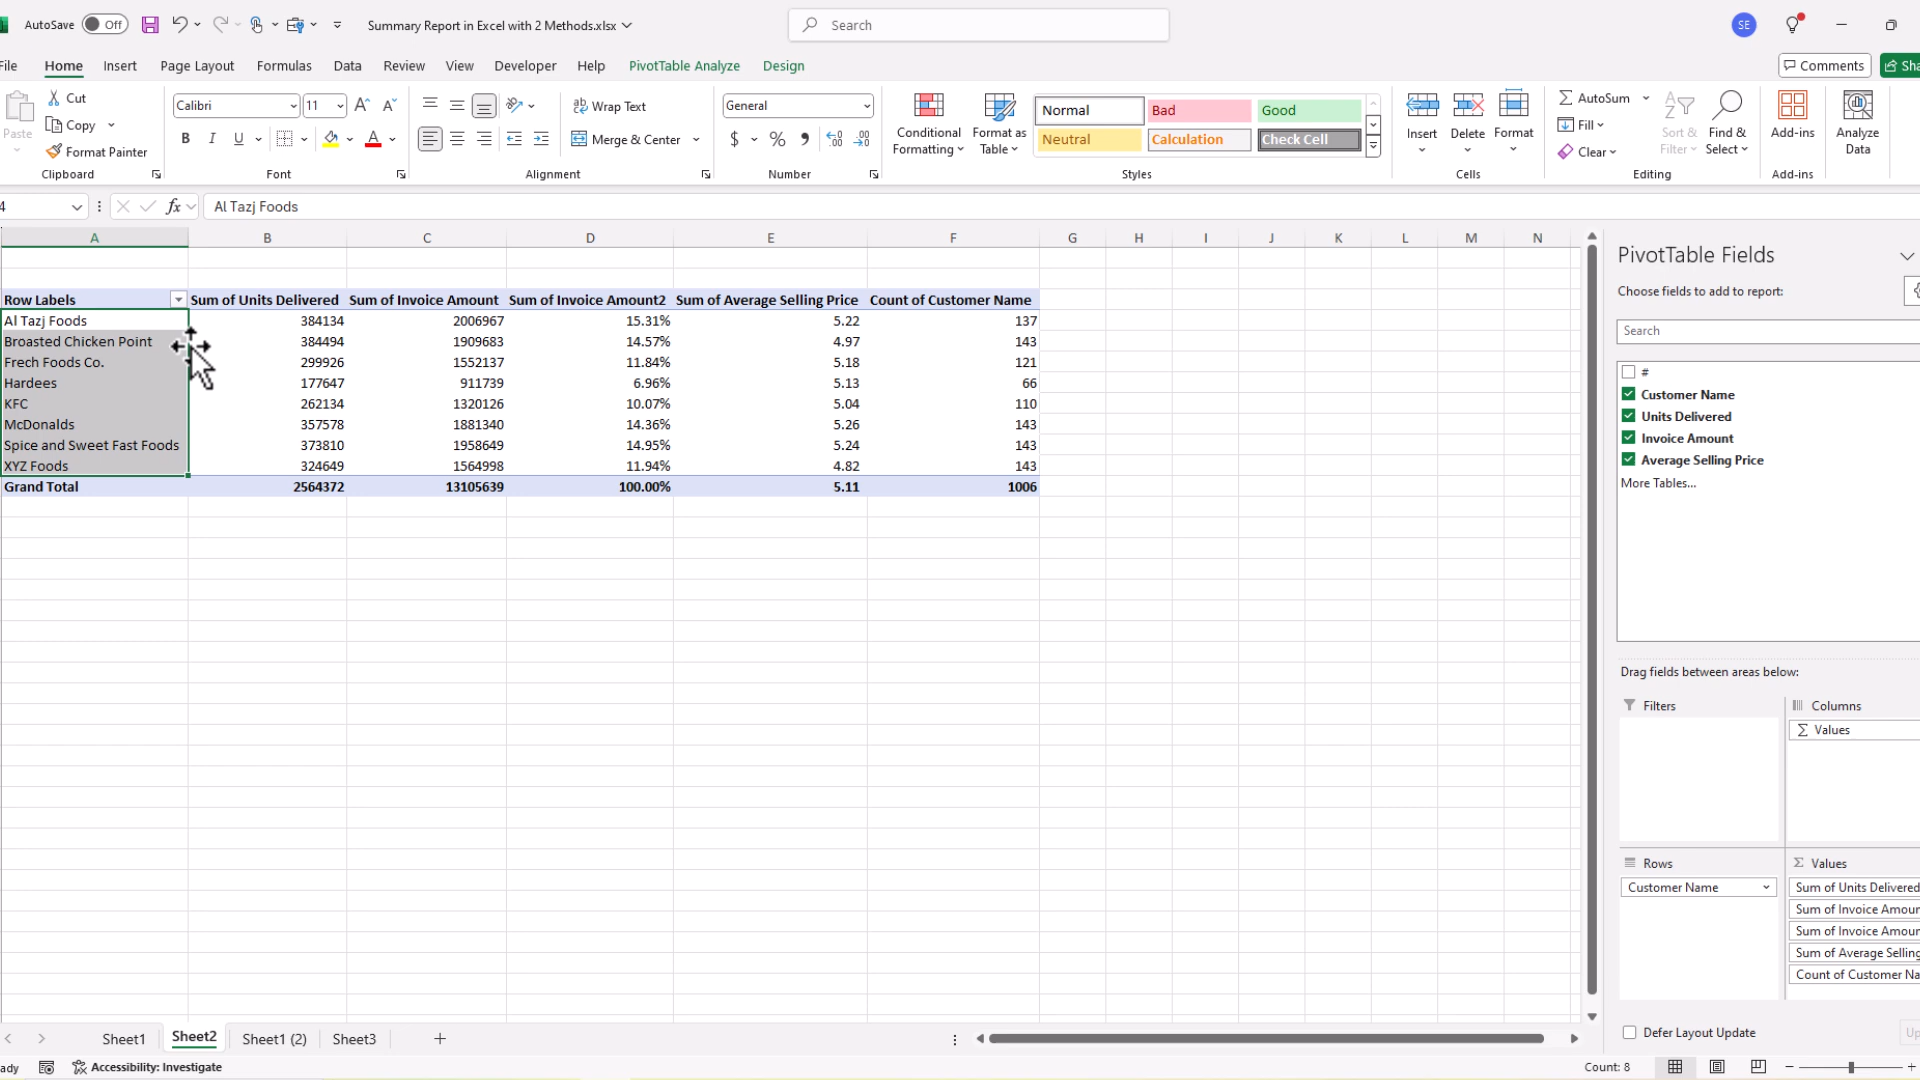 AutoSave Off Summary Report in Excel with 2 Methods.xlsx Search SE
File Home Insert Page Layout Formulas Data Review View Developer Help PivotTable Analyze Design Comments Sha
Paste Cut Copy Format Painter Clipboard
Calibri 11 B I U A Font
Wrap Text Merge & Center Alignment
General $ % Number
Conditional Formatting Format as Table Normal Bad Good Neutral Calculation Check Cell Styles
Insert Delete Format Cells
AutoSum Fill Clear Sort & Filter Find & Select Editing
Add-ins Add-ins
Analyze Data
4 fx Al Tazj Foods
A B C D E F G H I J K L M N
Row Labels Sum of Units Delivered Sum of Invoice Amount Sum of Invoice Amount2 Sum of Average Selling Price Count of Customer Name
Al Tazj Foods 384134 2006967 15.31% 5.22 137
Broasted Chicken Point 384494 1909683 14.57% 4.97 143
Frech Foods Co. 299926 1552137 11.84% 5.18 121
Hardees 177647 911739 6.96% 5.13 66
KFC 262134 1320126 10.07% 5.04 110
McDonalds 357578 1881340 14.36% 5.26 143
Spice and Sweet Fast Foods 373810 1958649 14.95% 5.24 143
XYZ Foods 324649 1564998 11.94% 4.82 143
Grand Total 2564372 13105639 100.00% 5.11 1006
PivotTable Fields
Choose fields to add to report:
Search
#
Customer Name
Units Delivered
Invoice Amount
Average Selling Price
More Tables...
Drag fields between areas below:
Filters
Columns
Values
Rows
Customer Name
Values
Sum of Units Delivered
Sum of Invoice Amoun
Sum of Invoice Amoun
Sum of Average Selling
Count of Customer Na
Defer Layout Update Up
Sheet1 Sheet2 Sheet1 (2) Sheet3
ady Accessibility: Investigate Count: 8